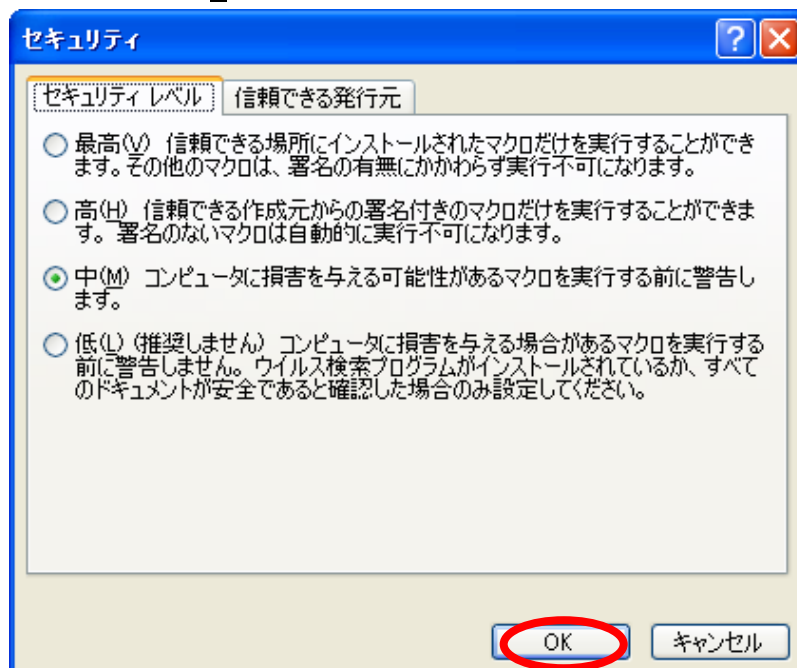 セキュリティ
セキュリティ レベル 信頼できる発行元
最高(V) 信頼できる場所にインストールされたマクロだけを実行することができ
ます。その他のマクロは、署名の有無にかかわらず実行不可になります。
高(H) 信頼できる作成元からの署名付きのマクロだけを実行することができま
す。 署名のないマクロは自動的に実行不可になります。
中(M) コンピュータに損害を与える可能性があるマクロを実行する前に警告し
ます。
低(L) (推奨しません) コンピュータに損害を与える場合があるマクロを実行する
前に警告しません。ウイルス検索プログラムがインストールされているか、すべて
のドキュメントが安全であると確認した場合のみ設定してください。
OK キャンセル